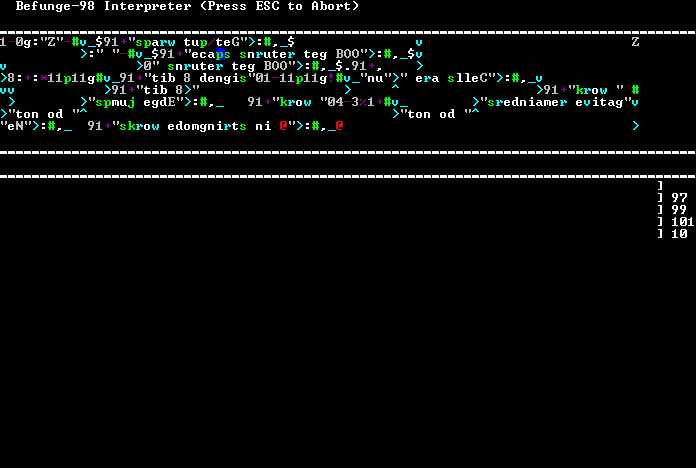 Befunge-98 Interpreter (Press ESC to Abort)
1-0g:"Z"-#v_$91+"sparw tup/teG">:#,_$ v Z
>:" "-#v_$91+"ecaps snruter teg BOO">:#,_$v
v >0" snruter teg BOO">:#,_$.91+, >
>8:+:*11p11g#v_91+"tib 8 dengis"01-11p11g!#v_"nu">" era slleC">:#,_v
vv >91+"tib 8>" > ^ >91+"krow " #
> >"spmuj egdE">:#,_ 91+"krow "04-3%1+#v_ >"sredniamer evitag"v
>"ton od "^ >"ton od "^
"eN">:#,_ 91+"skrow edomgnirts ni @">:#,_@ >
]
] 97
] 99
] 101
] 10